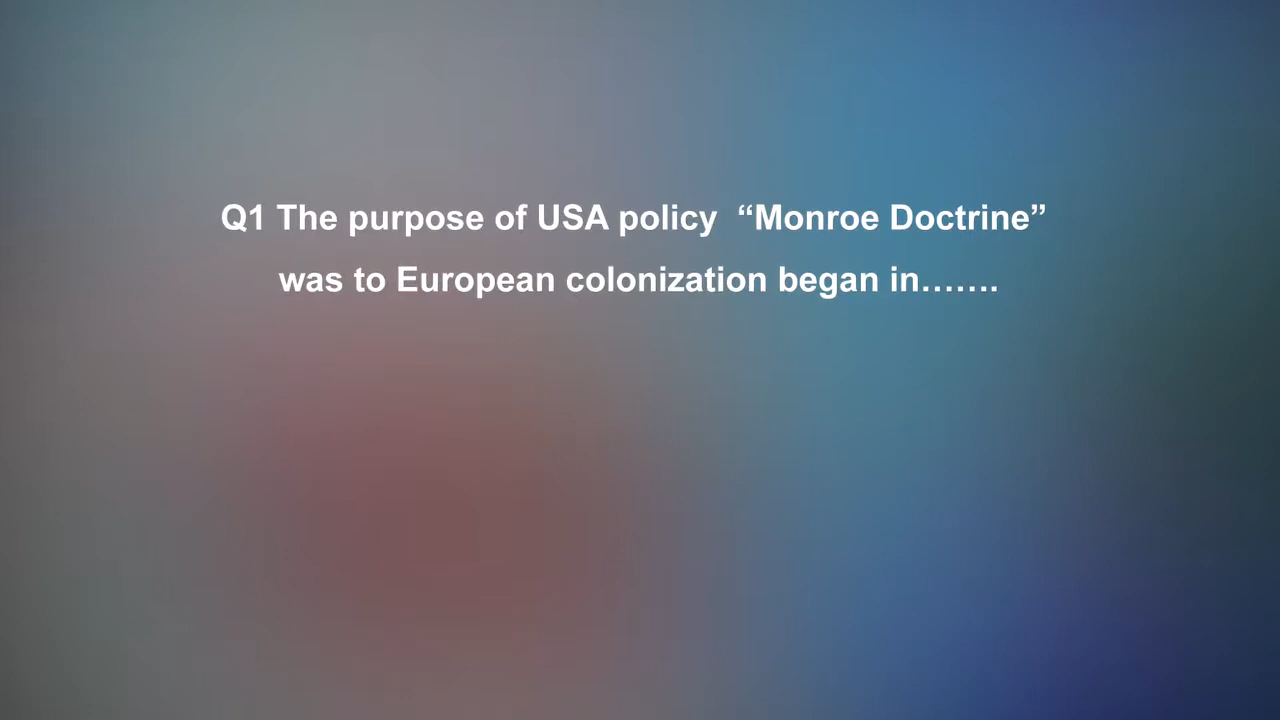 Q1 The purpose of USA policy  “Monroe Doctrine”
was to European colonization began in…….